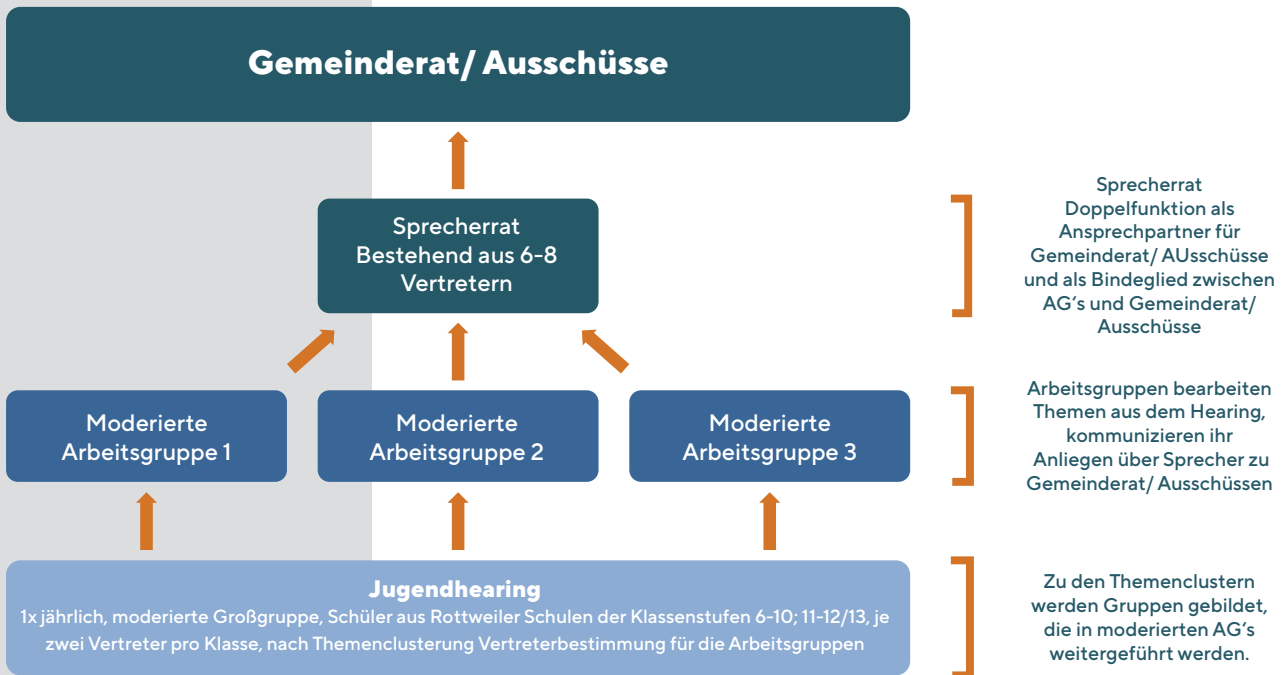 Gemeinderat/ Ausschüsse
Sprecherrat
Bestehend aus 6-8
Vertretern
Sprecherrat
Doppelfunktion als
Ansprechpartner für
Gemeinderat/ AUsschüsse
und als Bindeglied zwischen
AG‘s und Gemeinderat/
Ausschüsse
Moderierte
Arbeitsgruppe 1
Moderierte
Arbeitsgruppe 2
Moderierte
Arbeitsgruppe 3
Arbeitsgruppen bearbeiten
Themen aus dem Hearing,
kommunizieren ihr
Anliegen über Sprecher zu
Gemeinderat/ Ausschüssen
Jugendhearing
1x jährlich, moderierte Großgruppe, Schüler aus Rottweiler Schulen der Klassenstufen 6-10; 11-12/13, je
zwei Vertreter pro Klasse, nach Themenclusterung Vertreterbestimmung für die Arbeitsgruppen
Zu den Themenclustern
werden Gruppen gebildet,
die in moderierten AG‘s
weitergeführt werden.